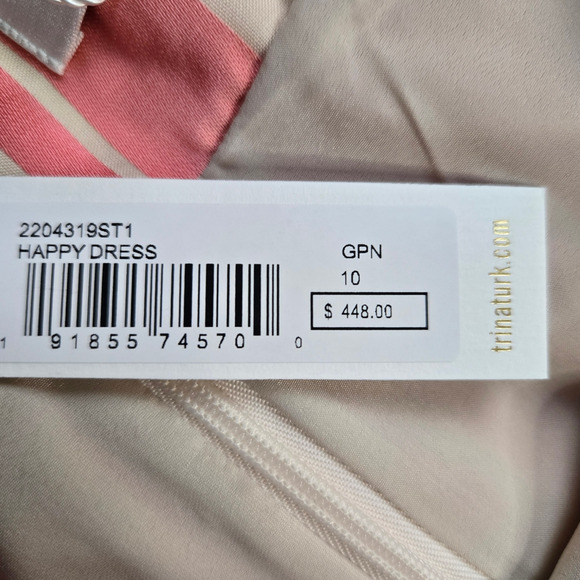 2204319ST1
HAPPY DRESS
GPN
10
$ 448.00
1 91855 74570 0
trinaturk.com